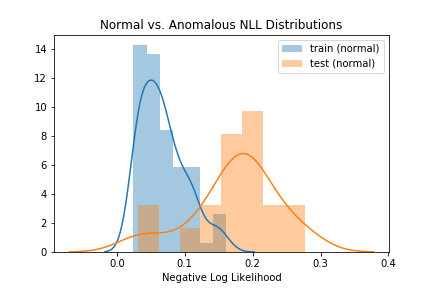 Normal vs. Anomalous NLL Distributions
train (normal)
test (normal)
14
12
10
8
6
4
2
0
0.0 0.1 0.2 0.3 0.4
Negative Log Likelihood